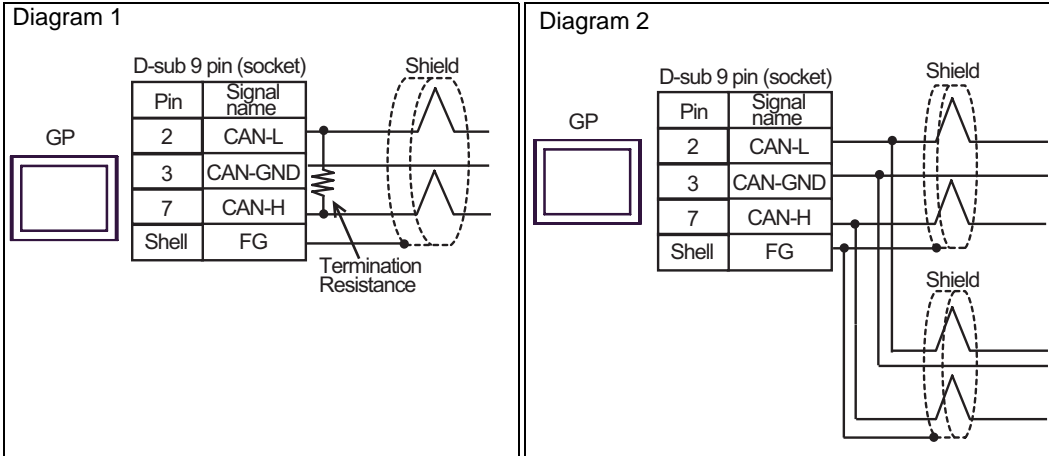 Diagram 1
D-sub 9 pin (socket)
Shield
Pin
Signal
name
GP
2
CAN-L
3
CAN-GND
7
CAN-H
Shell
FG
Termination
Resistance
Diagram 2
D-sub 9 pin (socket)
Shield
Pin
Signal
name
GP
2
CAN-L
3
CAN-GND
7
CAN-H
Shell
FG
Shield